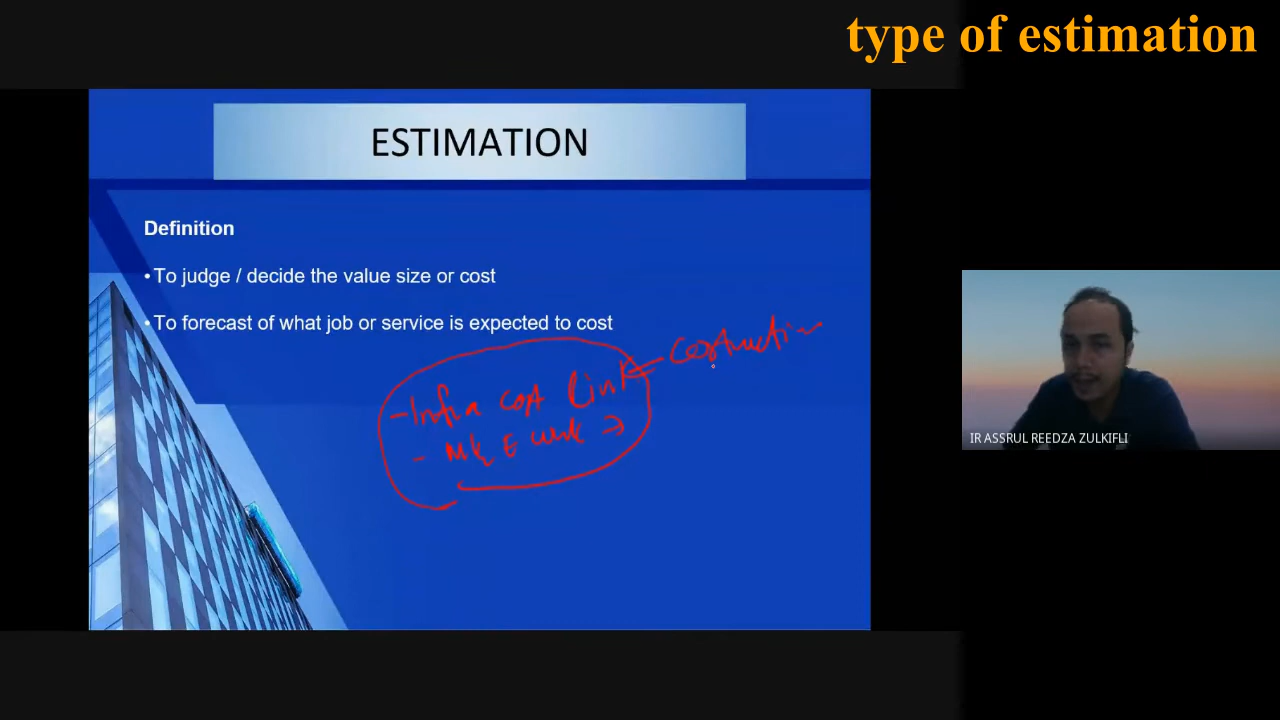 type of estimation
ESTIMATION
Definition
• To judge / decide the value size or cost
• To forecast of what job or service is expected to cost
- Infra cost link
- M & E work
IR ASSRUL REEDZA ZULKIFLI